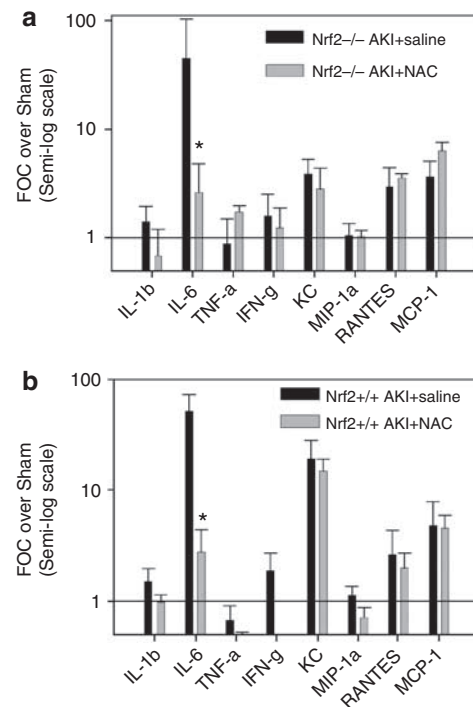 a
Nrf2–/– AKI+saline
Nrf2–/– AKI+NAC
FOC over Sham
(Semi-log scale)
100
10
1
*
IL-1b
IL-6
TNF-a
IFN-g
KC
MIP-1a
RANTES
MCP-1
b
Nrf2+/+ AKI+saline
Nrf2+/+ AKI+NAC
FOC over Sham
(Semi-log scale)
100
10
1
*
IL-1b
IL-6
TNF-a
IFN-g
KC
MIP-1a
RANTES
MCP-1